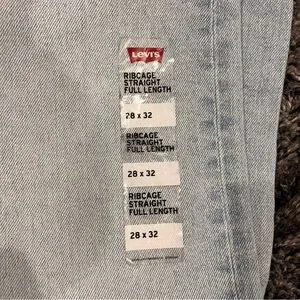 Levi's
RIBCAGE
STRAIGHT
FULL LENGTH
28 x 32
RIBCAGE
STRAIGHT
FULL LENGTH
28 x 32
RIBCAGE
STRAIGHT
FULL LENGTH
28 x 32